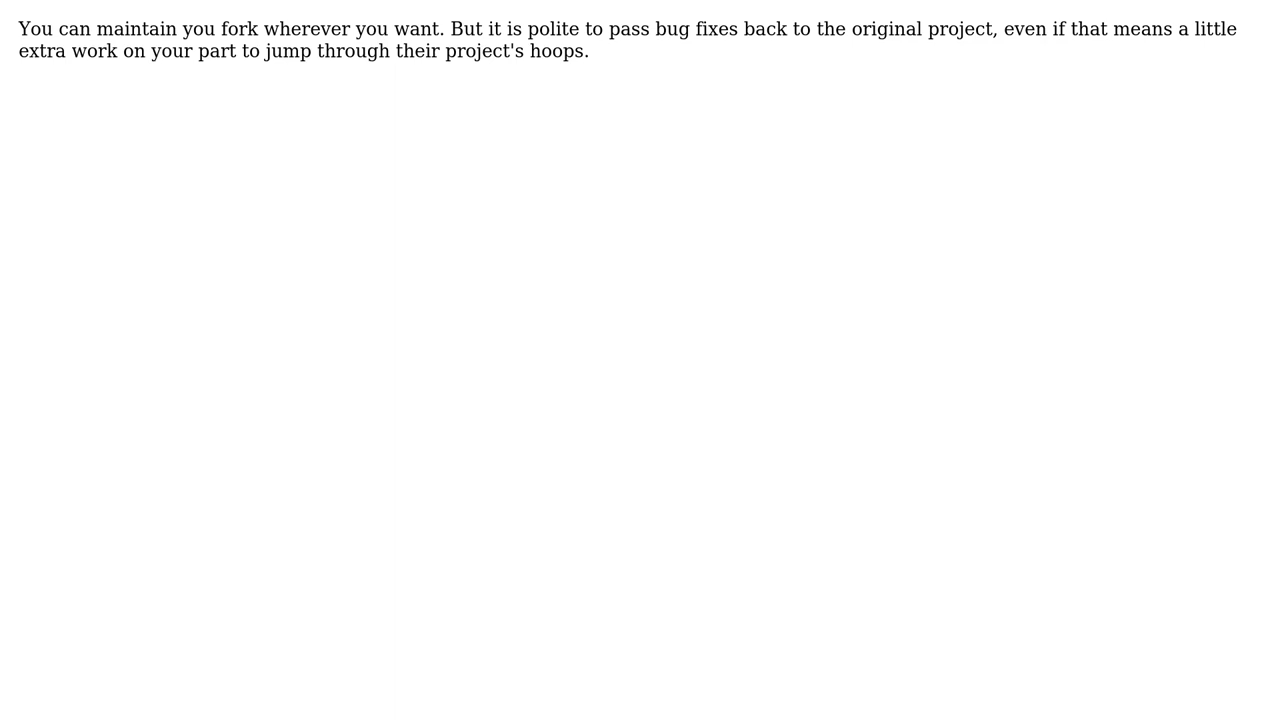 You can maintain you fork wherever you want. But it is polite to pass bug fixes back to the original project, even if that means a little
extra work on your part to jump through their project's hoops.